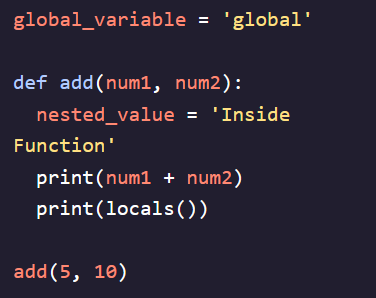 global_variable = 'global'
def add(num1, num2):
nested_value = 'Inside
Function'
print(num1 + num2)
print(locals())
add(5, 10)